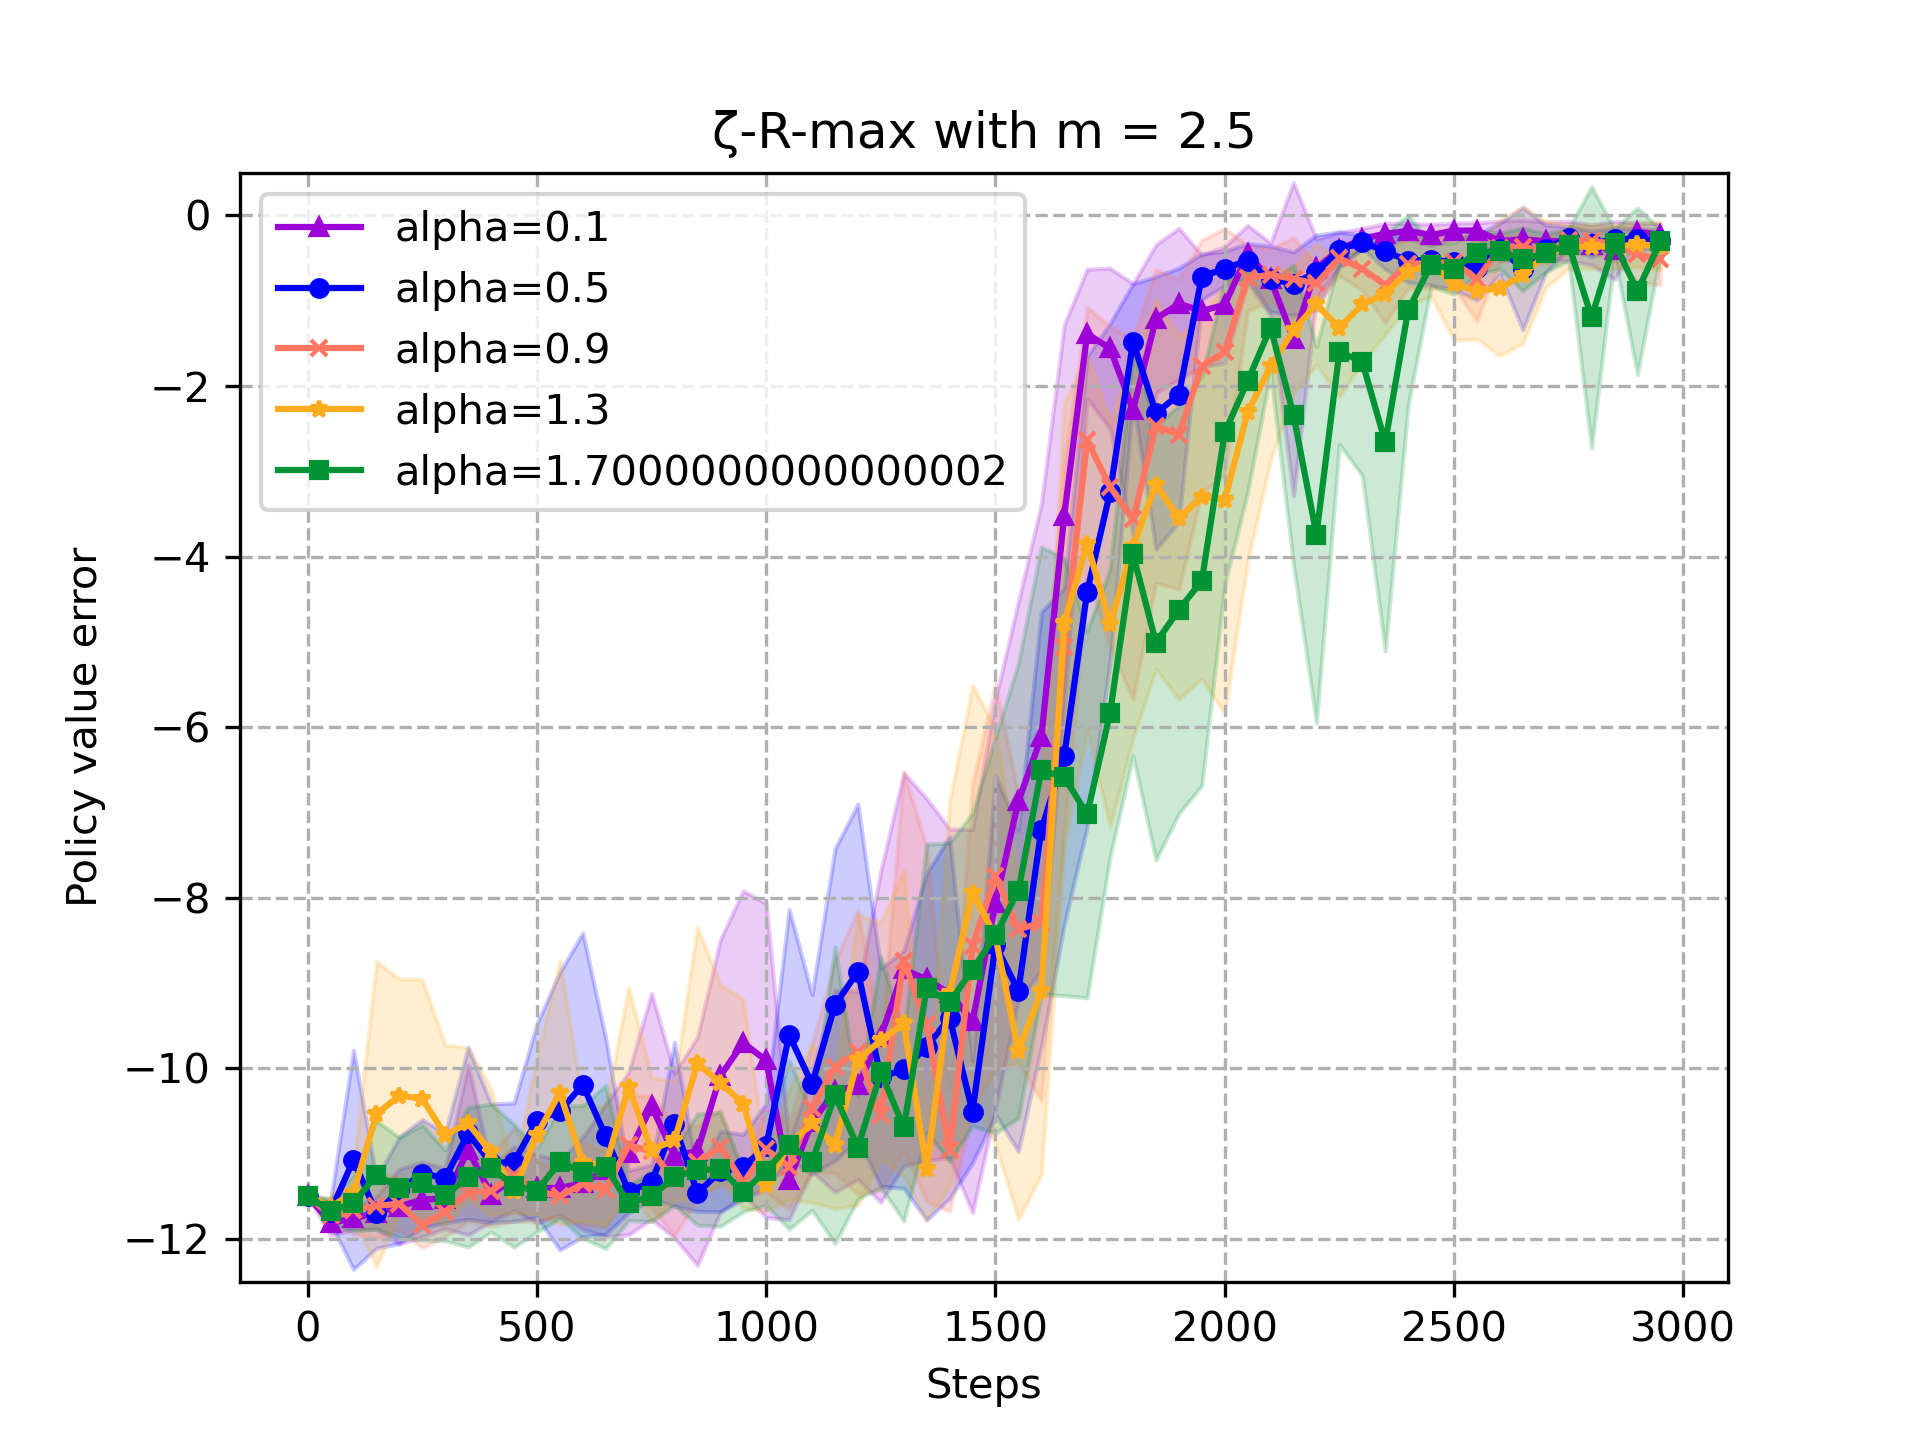 ζ-R-max with m = 2.5
alpha=0.1
alpha=0.5
alpha=0.9
alpha=1.3
alpha=1.7000000000000002
Policy value error
0
−2
−4
−6
−8
−10
−12
0 500 1000 1500 2000 2500 3000
Steps